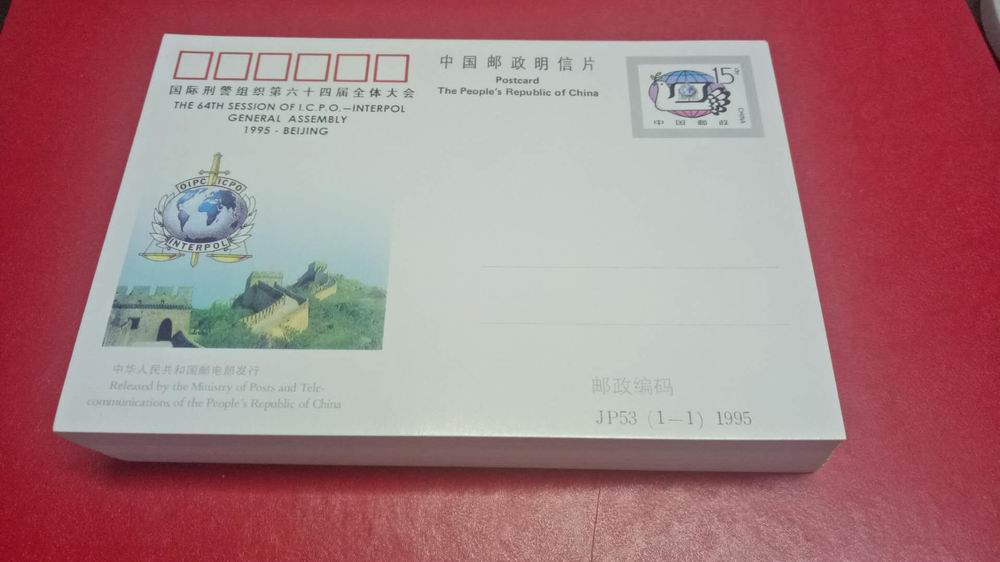 国际刑警组织第六十四届全体大会
THE 64TH SESSION OF I.C.P.O.—INTERPOL
GENERAL ASSEMBLY
1995 - BEIJING
中国邮政明信片
Postcard
The People's Republic of China
15分
中国邮政
CHINA
OIPC ICPO
INTERPOL
中华人民共和国邮电部发行
Released by the Ministry of Posts and Tele-
communications of the People's Republic of China
邮政编码
JP53 (1—1) 1995